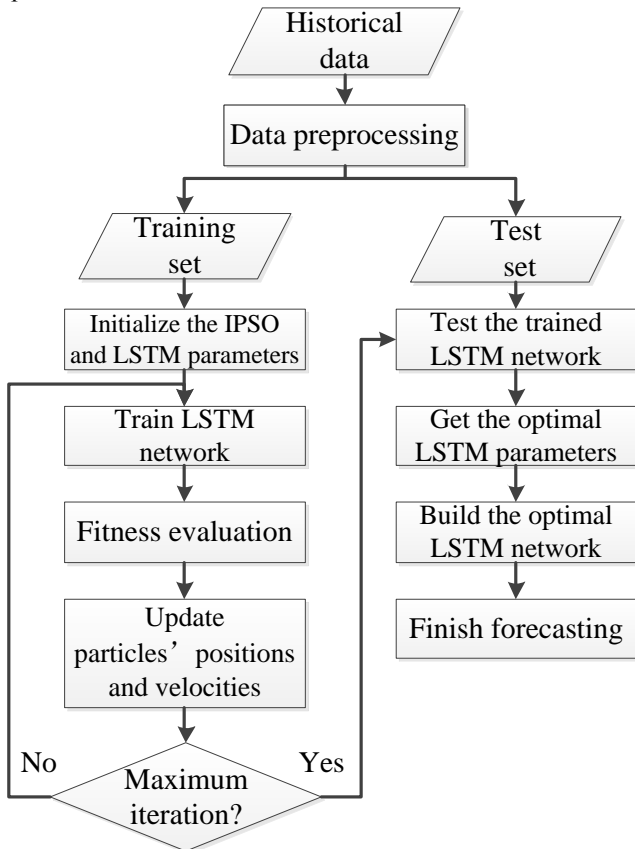 Historical
data
Data preprocessing
Training
set
Test
set
Initialize the IPSO
and LSTM parameters
Test the trained
LSTM network
Train LSTM
network
Get the optimal
LSTM parameters
Fitness evaluation
Build the optimal
LSTM network
Update
particles’ positions
and velocities
Finish forecasting
No
Yes
Maximum
iteration?